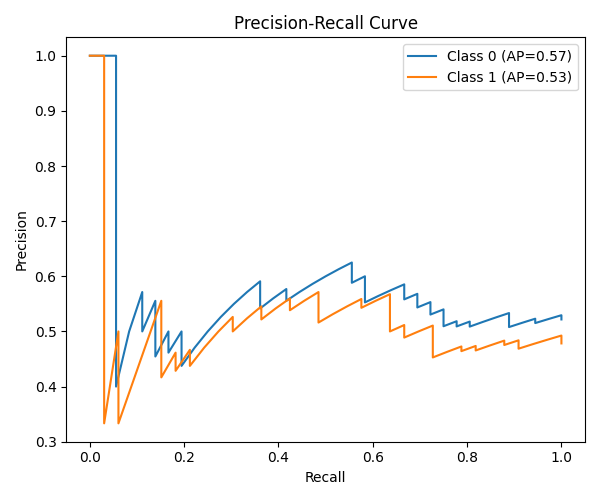 Precision-Recall Curve
Class 0 (AP=0.57)
Class 1 (AP=0.53)
Precision
1.0
0.9
0.8
0.7
0.6
0.5
0.4
0.3
0.0 0.2 0.4 0.6 0.8 1.0
Recall